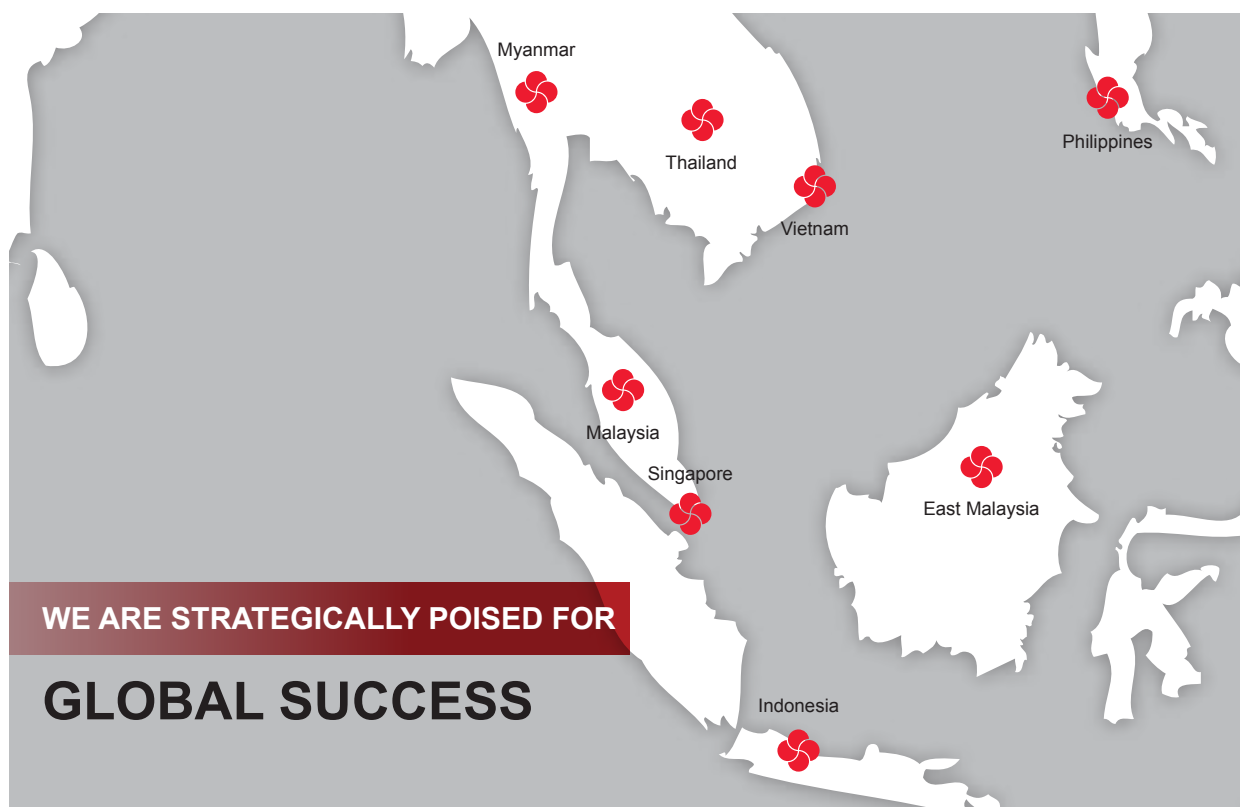 Myanmar
Thailand
Philippines
Vietnam
Malaysia
Singapore
East Malaysia
WE ARE STRATEGICALLY POISED FOR
GLOBAL SUCCESS
Indonesia